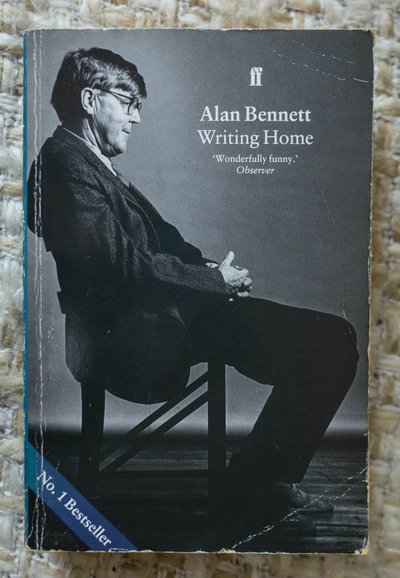 ff
Alan Bennett
Writing Home
‘Wonderfully funny.’
Observer
No. 1 Bestseller